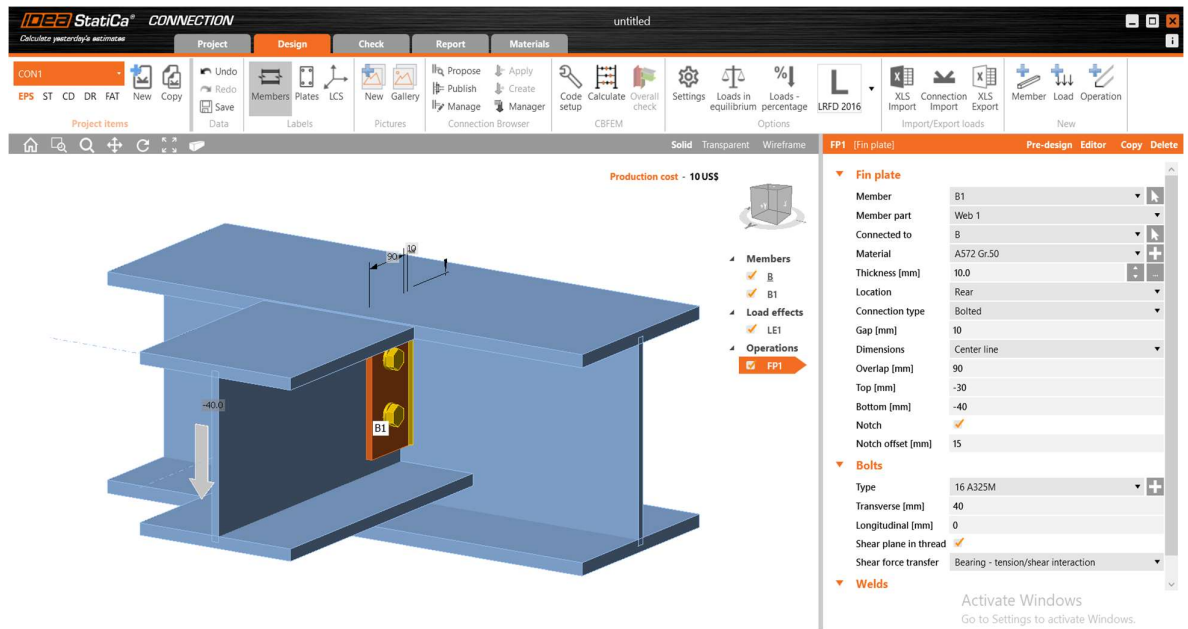 IDEA StatiCa® CONNECTION
untitled
Calculate yesterday's estimates
Project Design Check Report Materials
i
CON1
EPS ST CD DR FAT
New Copy
Project items
Undo
Redo
Save
Data
Members Plates LCS
Labels
New Gallery
Pictures
Propose Apply
Publish Create
Manage Manager
Connection Browser
Code setup Calculate Overall check
CBFEM
Settings Loads in equilibrium Loads - percentage LRFD 2016
Options
XLS Import Connection Import XLS Export
Import/Export loads
Member Load Operation
New
Solid Transparent Wireframe
FP1 [Fin plate] Pre-design Editor Copy Delete
Production cost - 10 US$
90
10
-40.0
B1
Members
B
B1
Load effects
LE1
Operations
FP1
Fin plate
Member B1
Member part Web 1
Connected to B
Material A572 Gr.50
Thickness [mm] 10.0
Location Rear
Connection type Bolted
Gap [mm] 10
Dimensions Center line
Overlap [mm] 90
Top [mm] -30
Bottom [mm] -40
Notch
Notch offset [mm] 15
Bolts
Type 16 A325M
Transverse [mm] 40
Longitudinal [mm] 0
Shear plane in thread
Shear force transfer Bearing - tension/shear interaction
Welds
Activate Windows
Go to Settings to activate Windows.